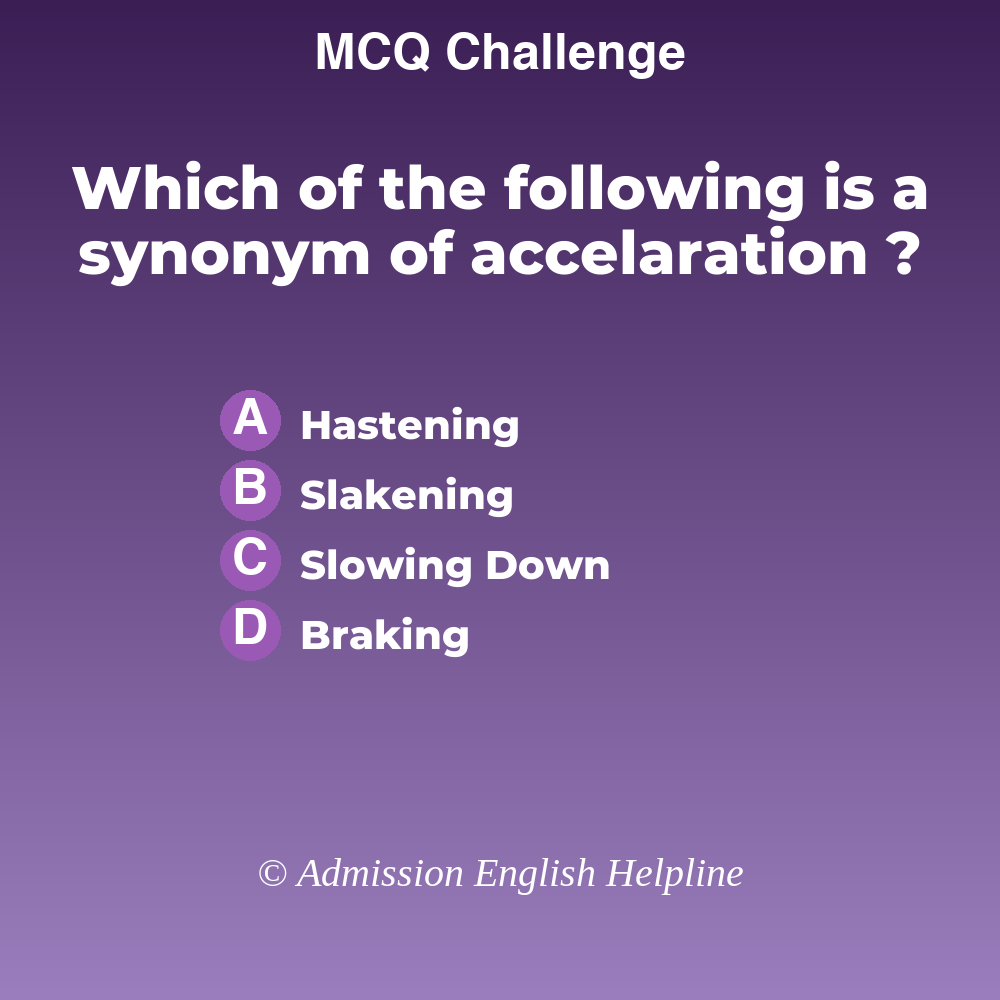 MCQ Challenge
Which of the following is a
synonym of accelaration ?
A Hastening
B Slakening
C Slowing Down
D Braking
© Admission English Helpline